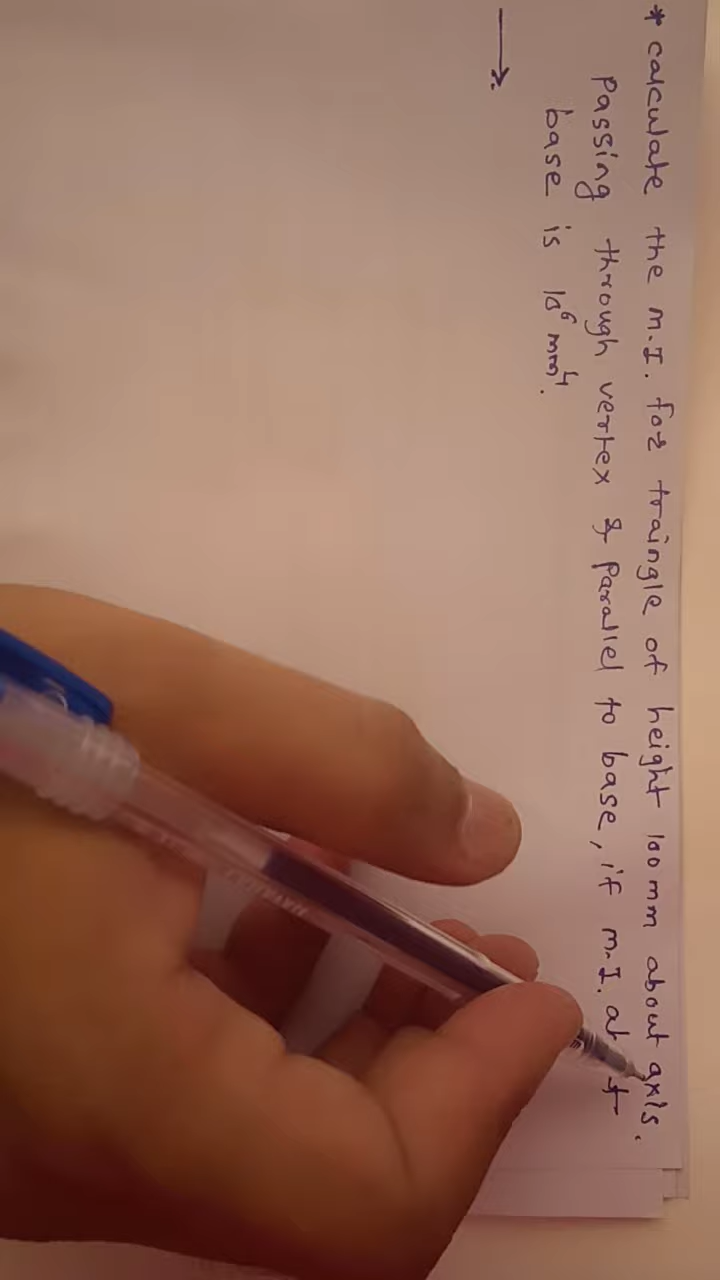 * calculate the M.I. for traingle of height 100 mm about axis.
passing through vertex & parallel to base, if M.I. at
base is 10⁶ mm⁴.
→